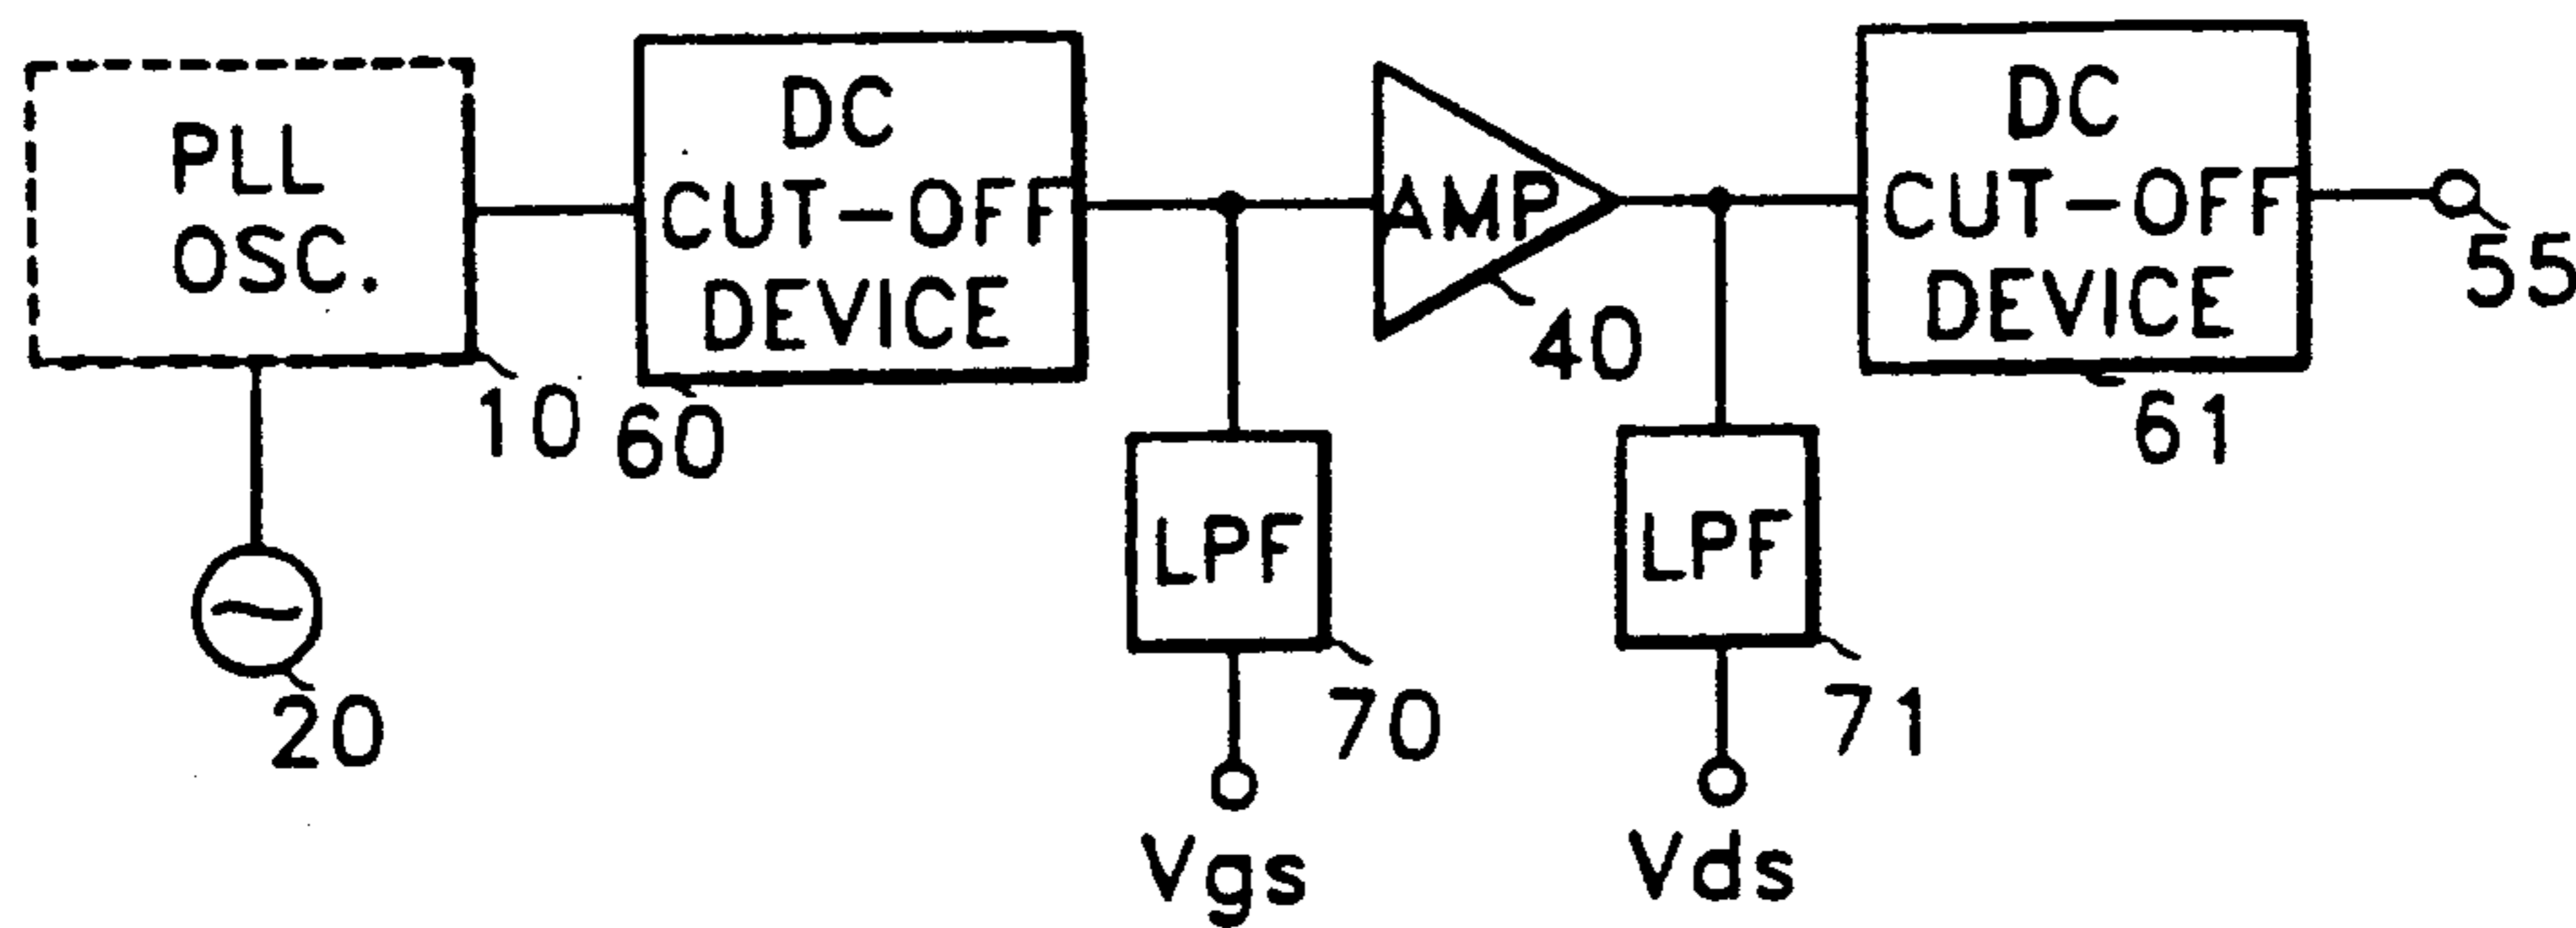 PLL
OSC.
10
20
DC
CUT-OFF
DEVICE
60
AMP
40
LPF
70
Vgs
LPF
71
Vds
DC
CUT-OFF
DEVICE
61
55